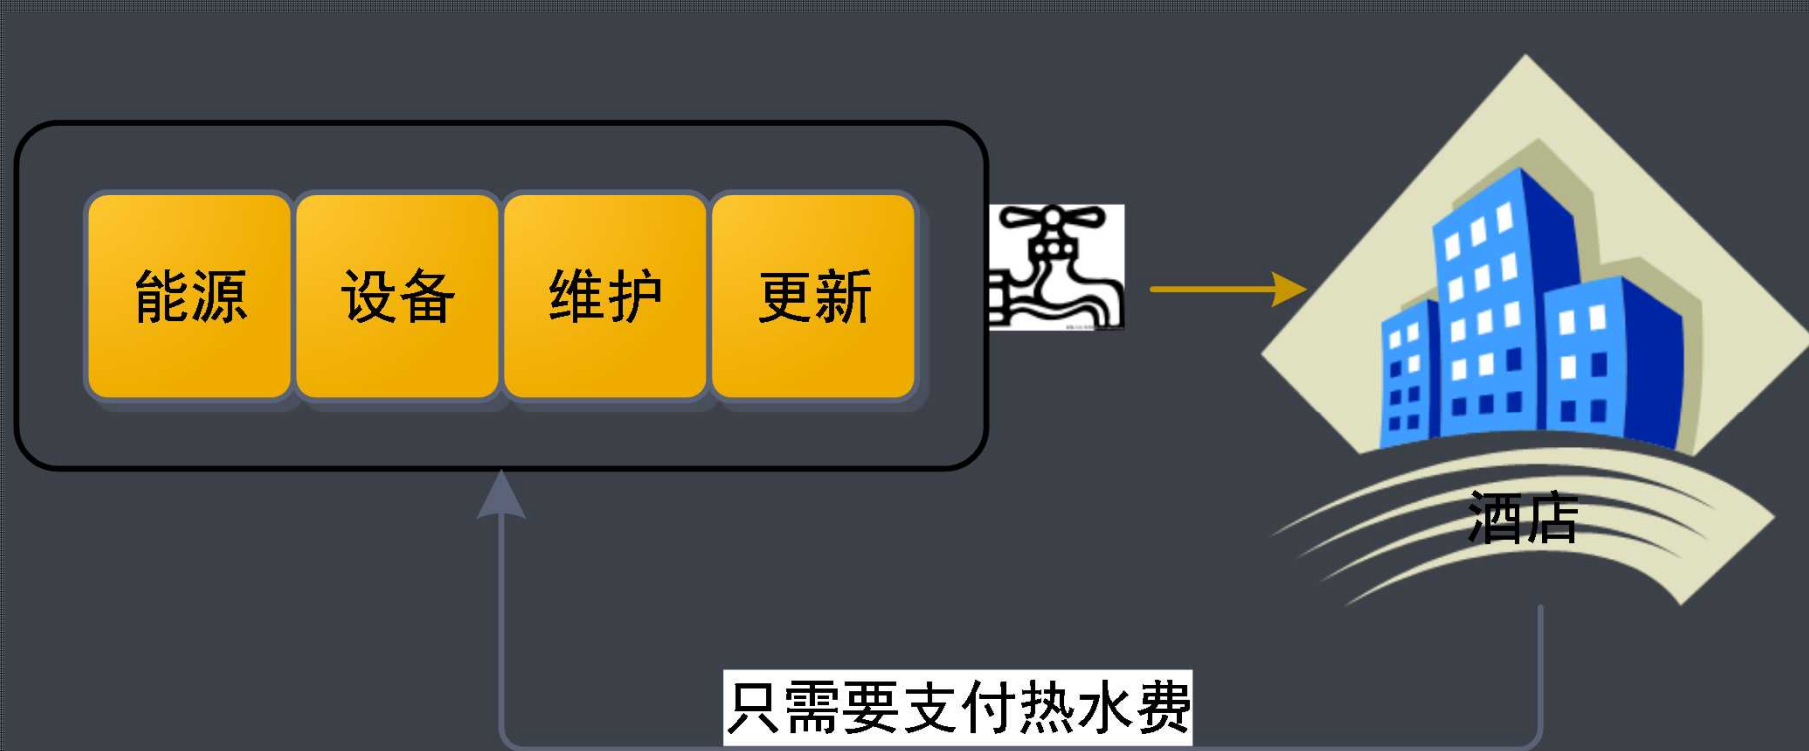 能源
设备
维护
更新
酒店
只需要支付热水费